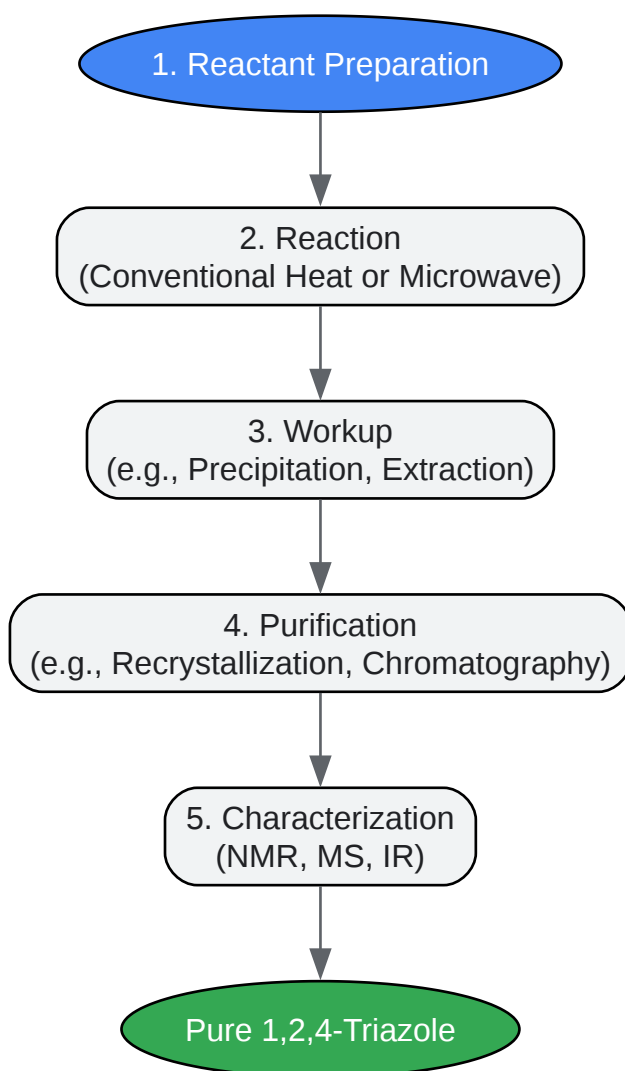 1. Reactant Preparation
2. Reaction
(Conventional Heat or Microwave)
3. Workup
(e.g., Precipitation, Extraction)
4. Purification
(e.g., Recrystallization, Chromatography)
5. Characterization
(NMR, MS, IR)
Pure 1,2,4-Triazole